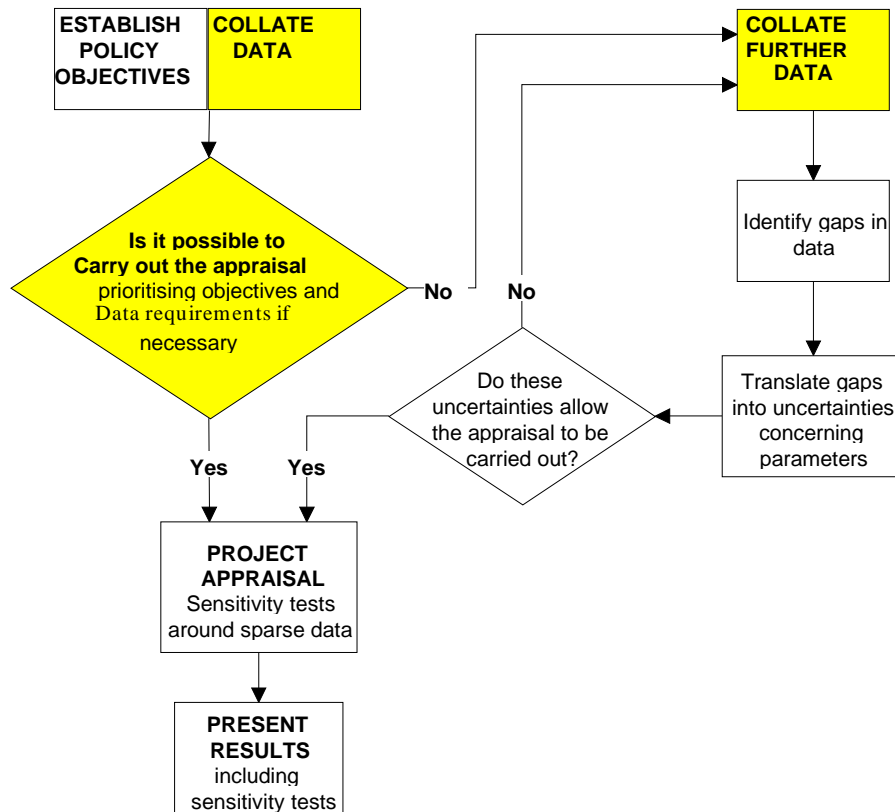 ESTABLISH
POLICY
OBJECTIVES
COLLATE
DATA
COLLATE
FURTHER
DATA
Is it possible to
Carry out the appraisal
prioritising objectives and
Data requirements if
necessary
No
No
Identify gaps in
data
Do these
uncertainties allow
the appraisal to be
carried out?
Translate gaps
into uncertainties
concerning
parameters
Yes
Yes
PROJECT
APPRAISAL
Sensitivity tests
around sparse data
PRESENT
RESULTS
including
sensitivity tests